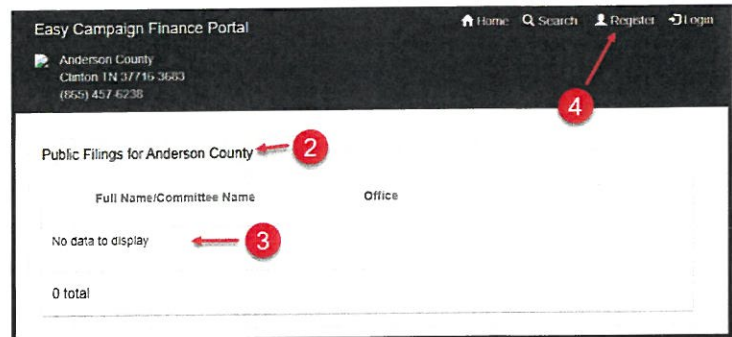 Easy Campaign Finance Portal
Home Search Register Login
Anderson County
Clinton TN 37716-3683
(865) 457-6238
4
Public Filings for Anderson County
2
Full Name/Committee Name Office
No data to display
3
0 total